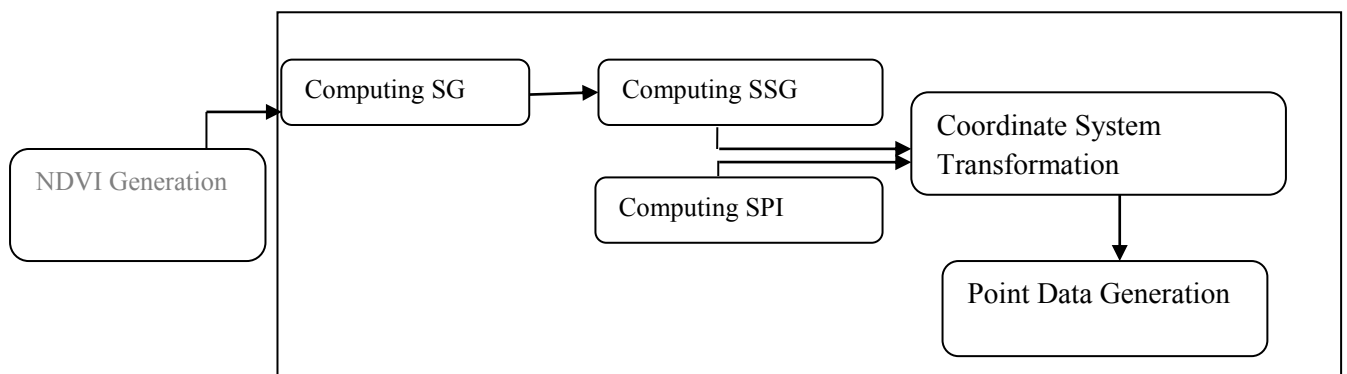 Computing SG
Computing SSG
Coordinate System
Transformation
NDVI Generation
Computing SPI
Point Data Generation